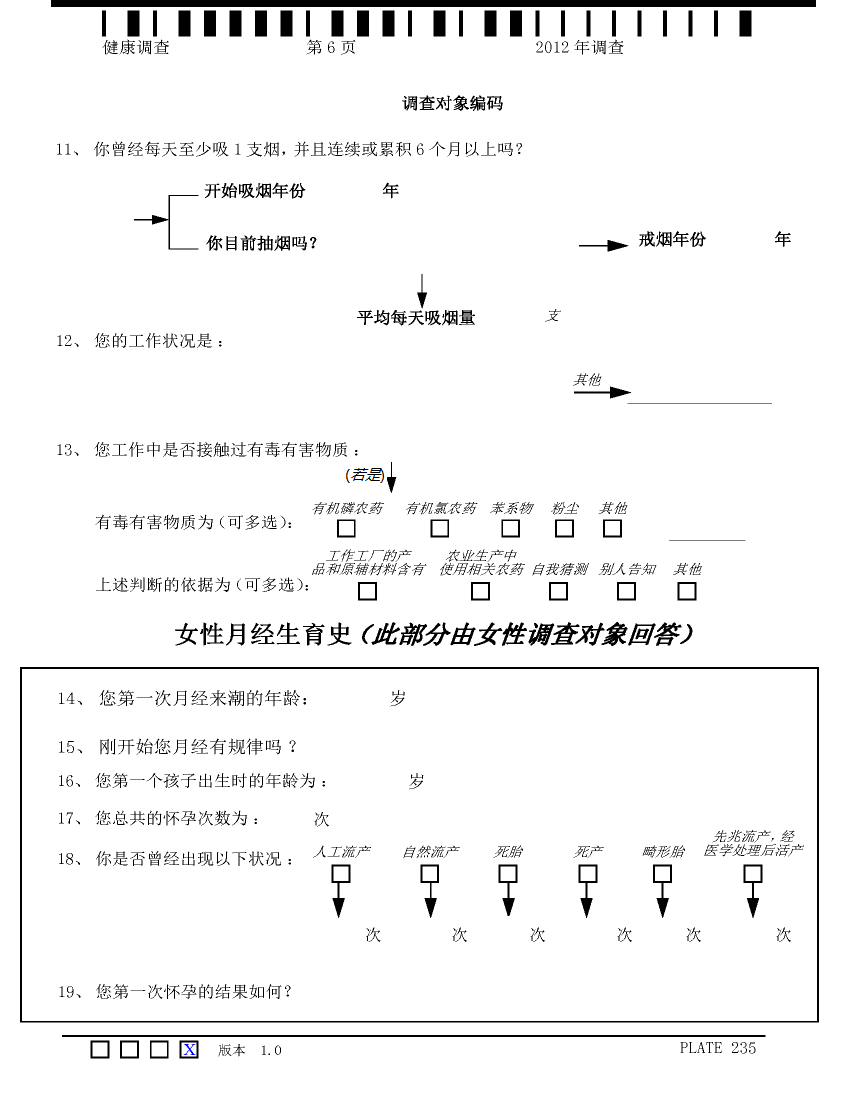 健康调查 第 6 页 2012 年调查
调查对象编码
11、 你曾经每天至少吸 1 支烟，并且连续或累积 6 个月以上吗？
开始吸烟年份 年
你目前抽烟吗？ 戒烟年份 年
平均每天吸烟量 支
12、 您的工作状况是：
其他
13、 您工作中是否接触过有毒有害物质：
(若是)
有机磷农药 有机氯农药 苯系物 粉尘 其他
有毒有害物质为（可多选）：
工作工厂的产 农业生产中
品和原辅材料含有 使用相关农药 自我猜测 别人告知 其他
上述判断的依据为（可多选）：
女性月经生育史（此部分由女性调查对象回答）
14、 您第一次月经来潮的年龄： 岁
15、 刚开始您月经有规律吗？
16、 您第一个孩子出生时的年龄为： 岁
17、 您总共的怀孕次数为： 次
先兆流产，经
18、 你是否曾经出现以下状况： 人工流产 自然流产 死胎 死产 畸形胎 医学处理后活产
次 次 次 次 次 次
19、 您第一次怀孕的结果如何？
X 版本 1.0 PLATE 235